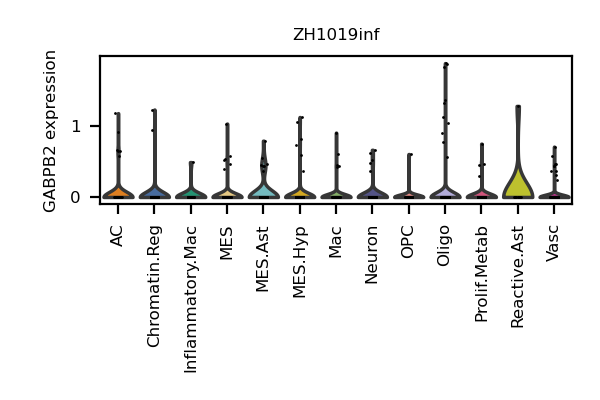 ZH1019inf
GABPB2 expression
1
0
AC
Chromatin.Reg
Inflammatory.Mac
MES
MES.Ast
MES.Hyp
Mac
Neuron
OPC
Oligo
Prolif.Metab
Reactive.Ast
Vasc